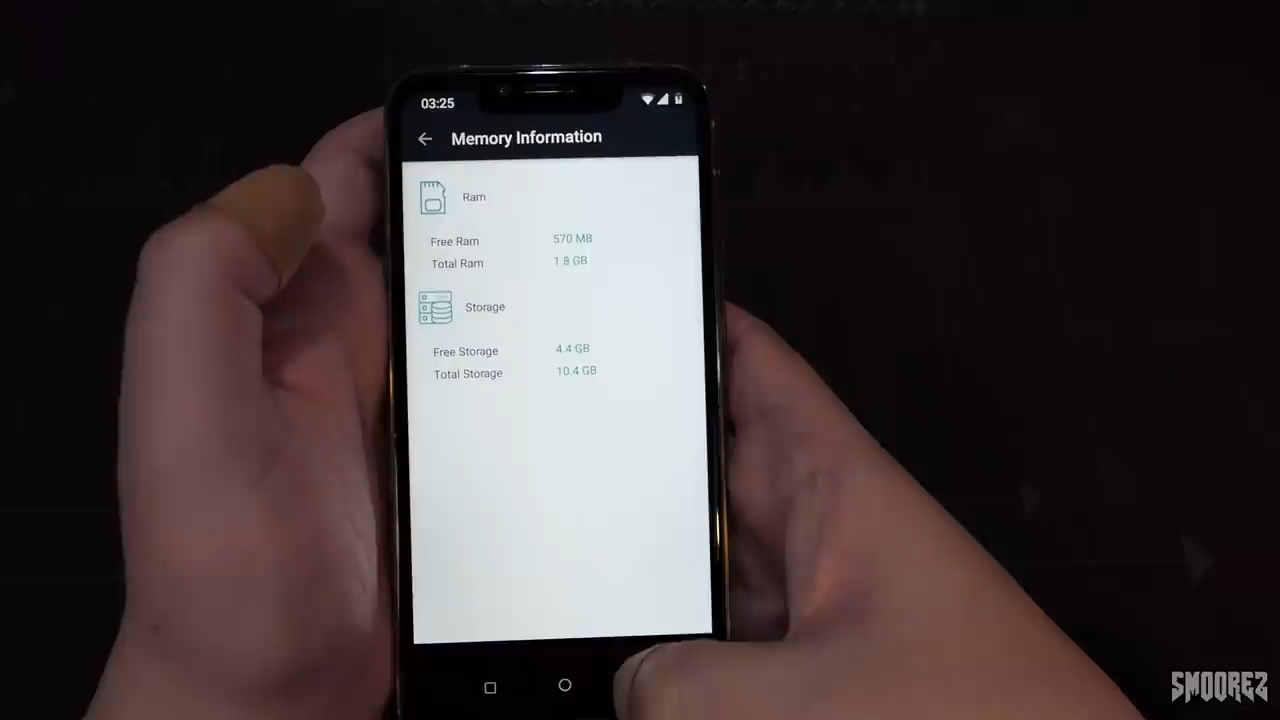 03:25
Memory Information
Ram
Free Ram 570 MB
Total Ram 1.8 GB
Storage
Free Storage 4.4 GB
Total Storage 10.4 GB
SMOOREZ